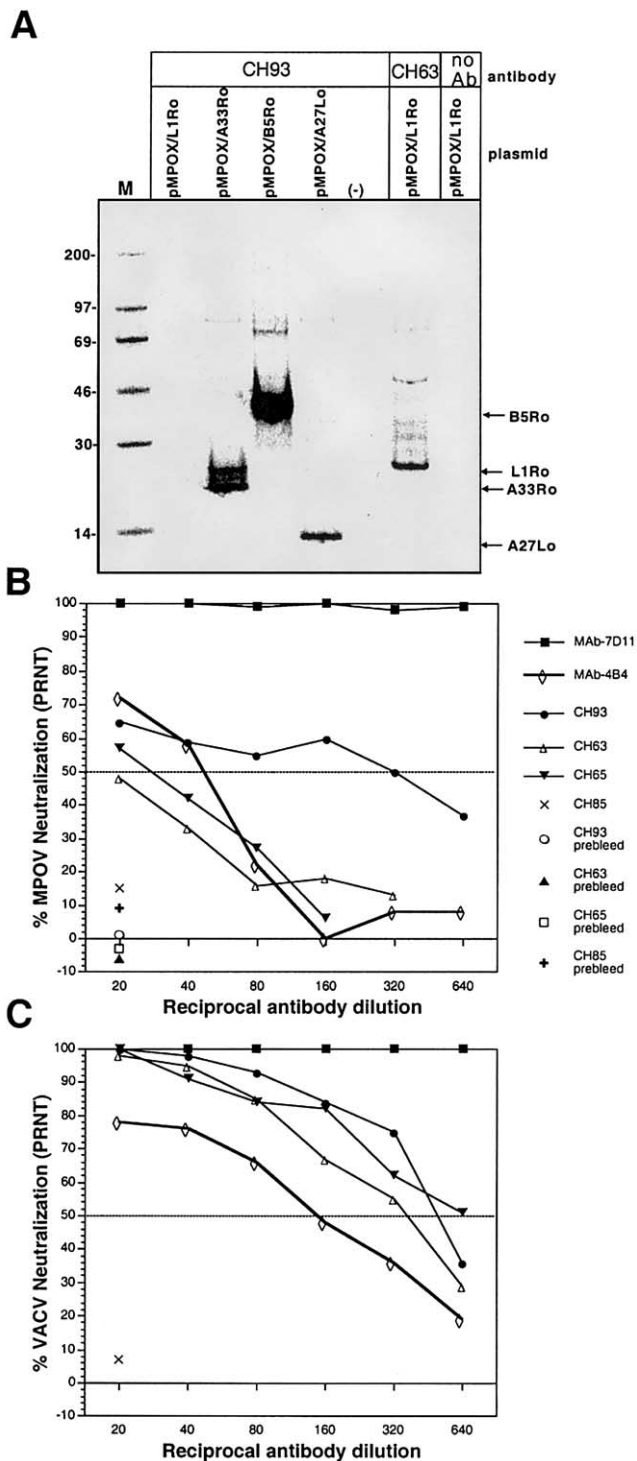 A
CH93
CH63
no
Ab
antibody
pMPOX/L1Ro
pMPOX/A33Ro
pMPOX/B5Ro
pMPOX/A27Lo
(-)
pMPOX/L1Ro
pMPOX/L1Ro
plasmid
M
200-
97-
69-
46-
30-
14-
B5Ro
L1Ro
A33Ro
A27Lo
B
% MPOV Neutralization (PRNT)
100
90
80
70
60
50
40
30
20
10
0
-10
20 40 80 160 320 640
Reciprocal antibody dilution
MAb-7D11
MAb-4B4
CH93
CH63
CH65
CH85
CH93
prebleed
CH63
prebleed
CH65
prebleed
CH85
prebleed
C
% VACV Neutralization (PRNT)
100
90
80
70
60
50
40
30
20
10
0
-10
20 40 80 160 320 640
Reciprocal antibody dilution